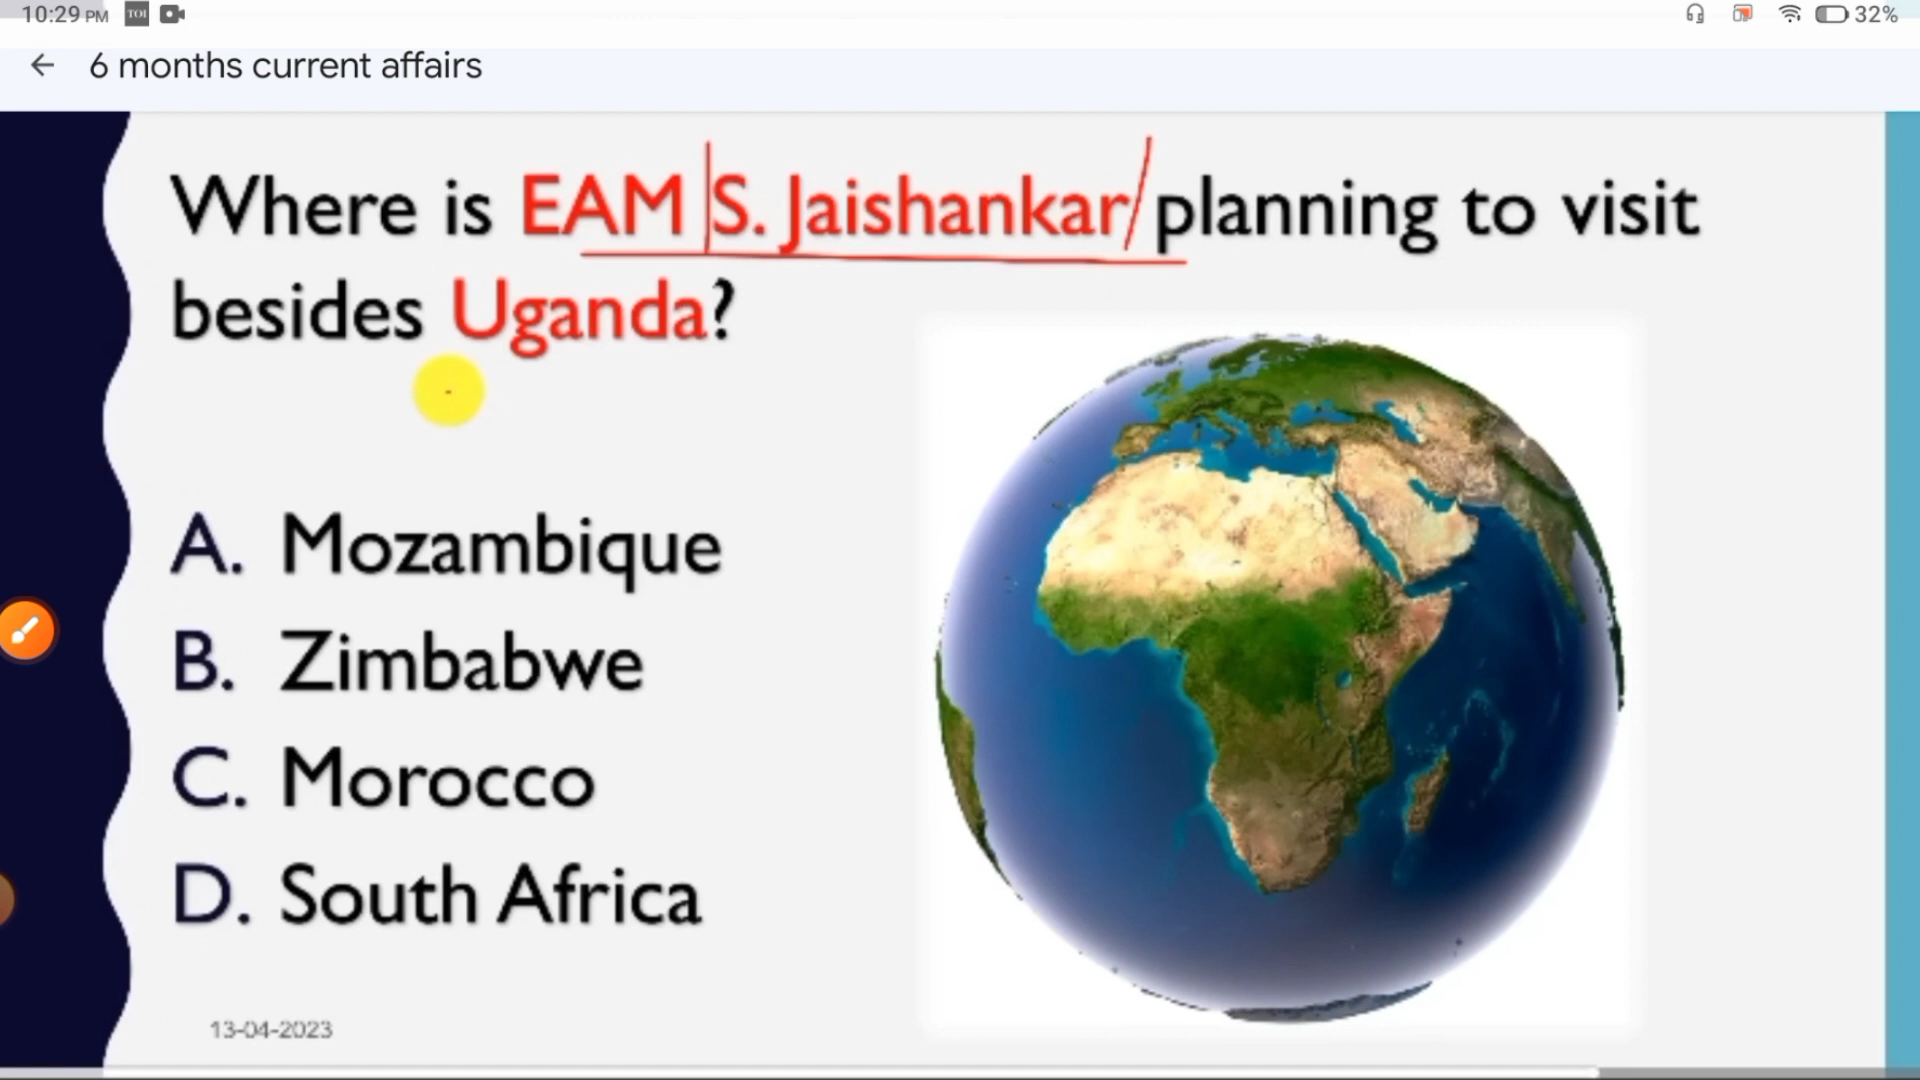 10:29 PM TOI 32%
6 months current affairs
Where is EAM S. Jaishankar planning to visit
besides Uganda?
A. Mozambique
B. Zimbabwe
C. Morocco
D. South Africa
13-04-2023